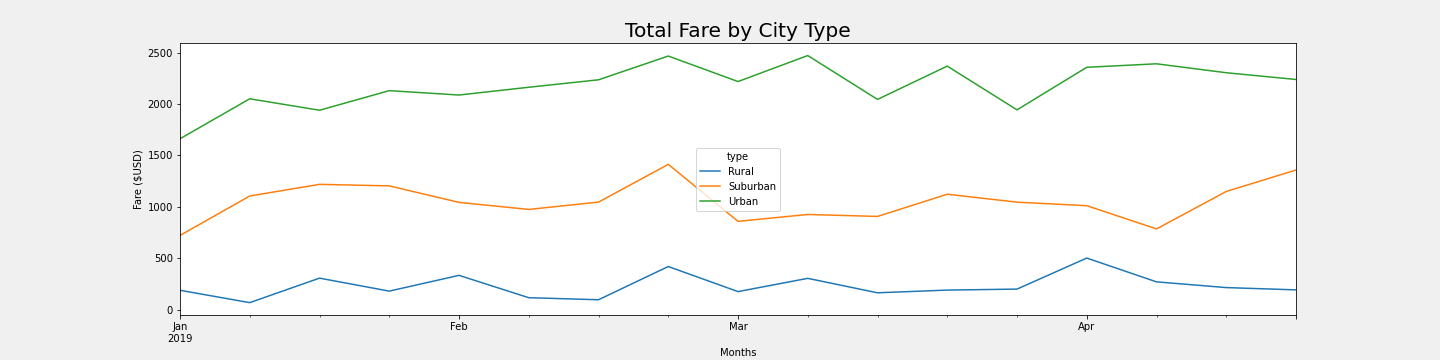 Total Fare by City Type
2500
2000
1500
1000
500
0
Fare ($USD)
type
Rural
Suburban
Urban
Jan
2019
Feb
Mar
Apr
Months